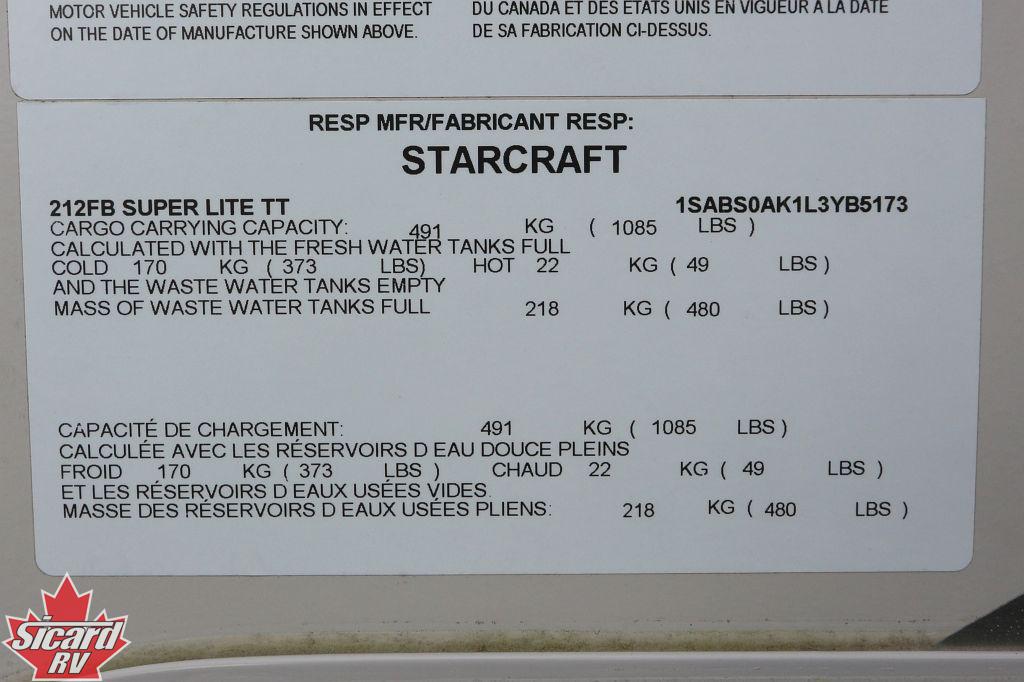 MOTOR VEHICLE SAFETY REGULATIONS IN EFFECT
ON THE DATE OF MANUFACTURE SHOWN ABOVE.
DU CANADA ET DES ETATS UNIS EN VIGUEUR A LA DATE
DE SA FABRICATION CI-DESSUS.
RESP MFR/FABRICANT RESP:
STARCRAFT
212FB SUPER LITE TT 1SABS0AK1L3YB5173
CARGO CARRYING CAPACITY: 491 KG ( 1085 LBS )
CALCULATED WITH THE FRESH WATER TANKS FULL
COLD 170 KG ( 373 LBS) HOT 22 KG ( 49 LBS )
AND THE WASTE WATER TANKS EMPTY
MASS OF WASTE WATER TANKS FULL 218 KG ( 480 LBS )
CAPACITÉ DE CHARGEMENT: 491 KG ( 1085 LBS )
CALCULÉE AVEC LES RÉSERVOIRS D EAU DOUCE PLEINS
FROID 170 KG ( 373 LBS ) CHAUD 22 KG ( 49 LBS )
ET LES RÉSERVOIRS D EAUX USÉES VIDES.
MASSE DES RÉSERVOIRS D EAUX USÉES PLIENS: 218 KG ( 480 LBS )
Sicard
RV